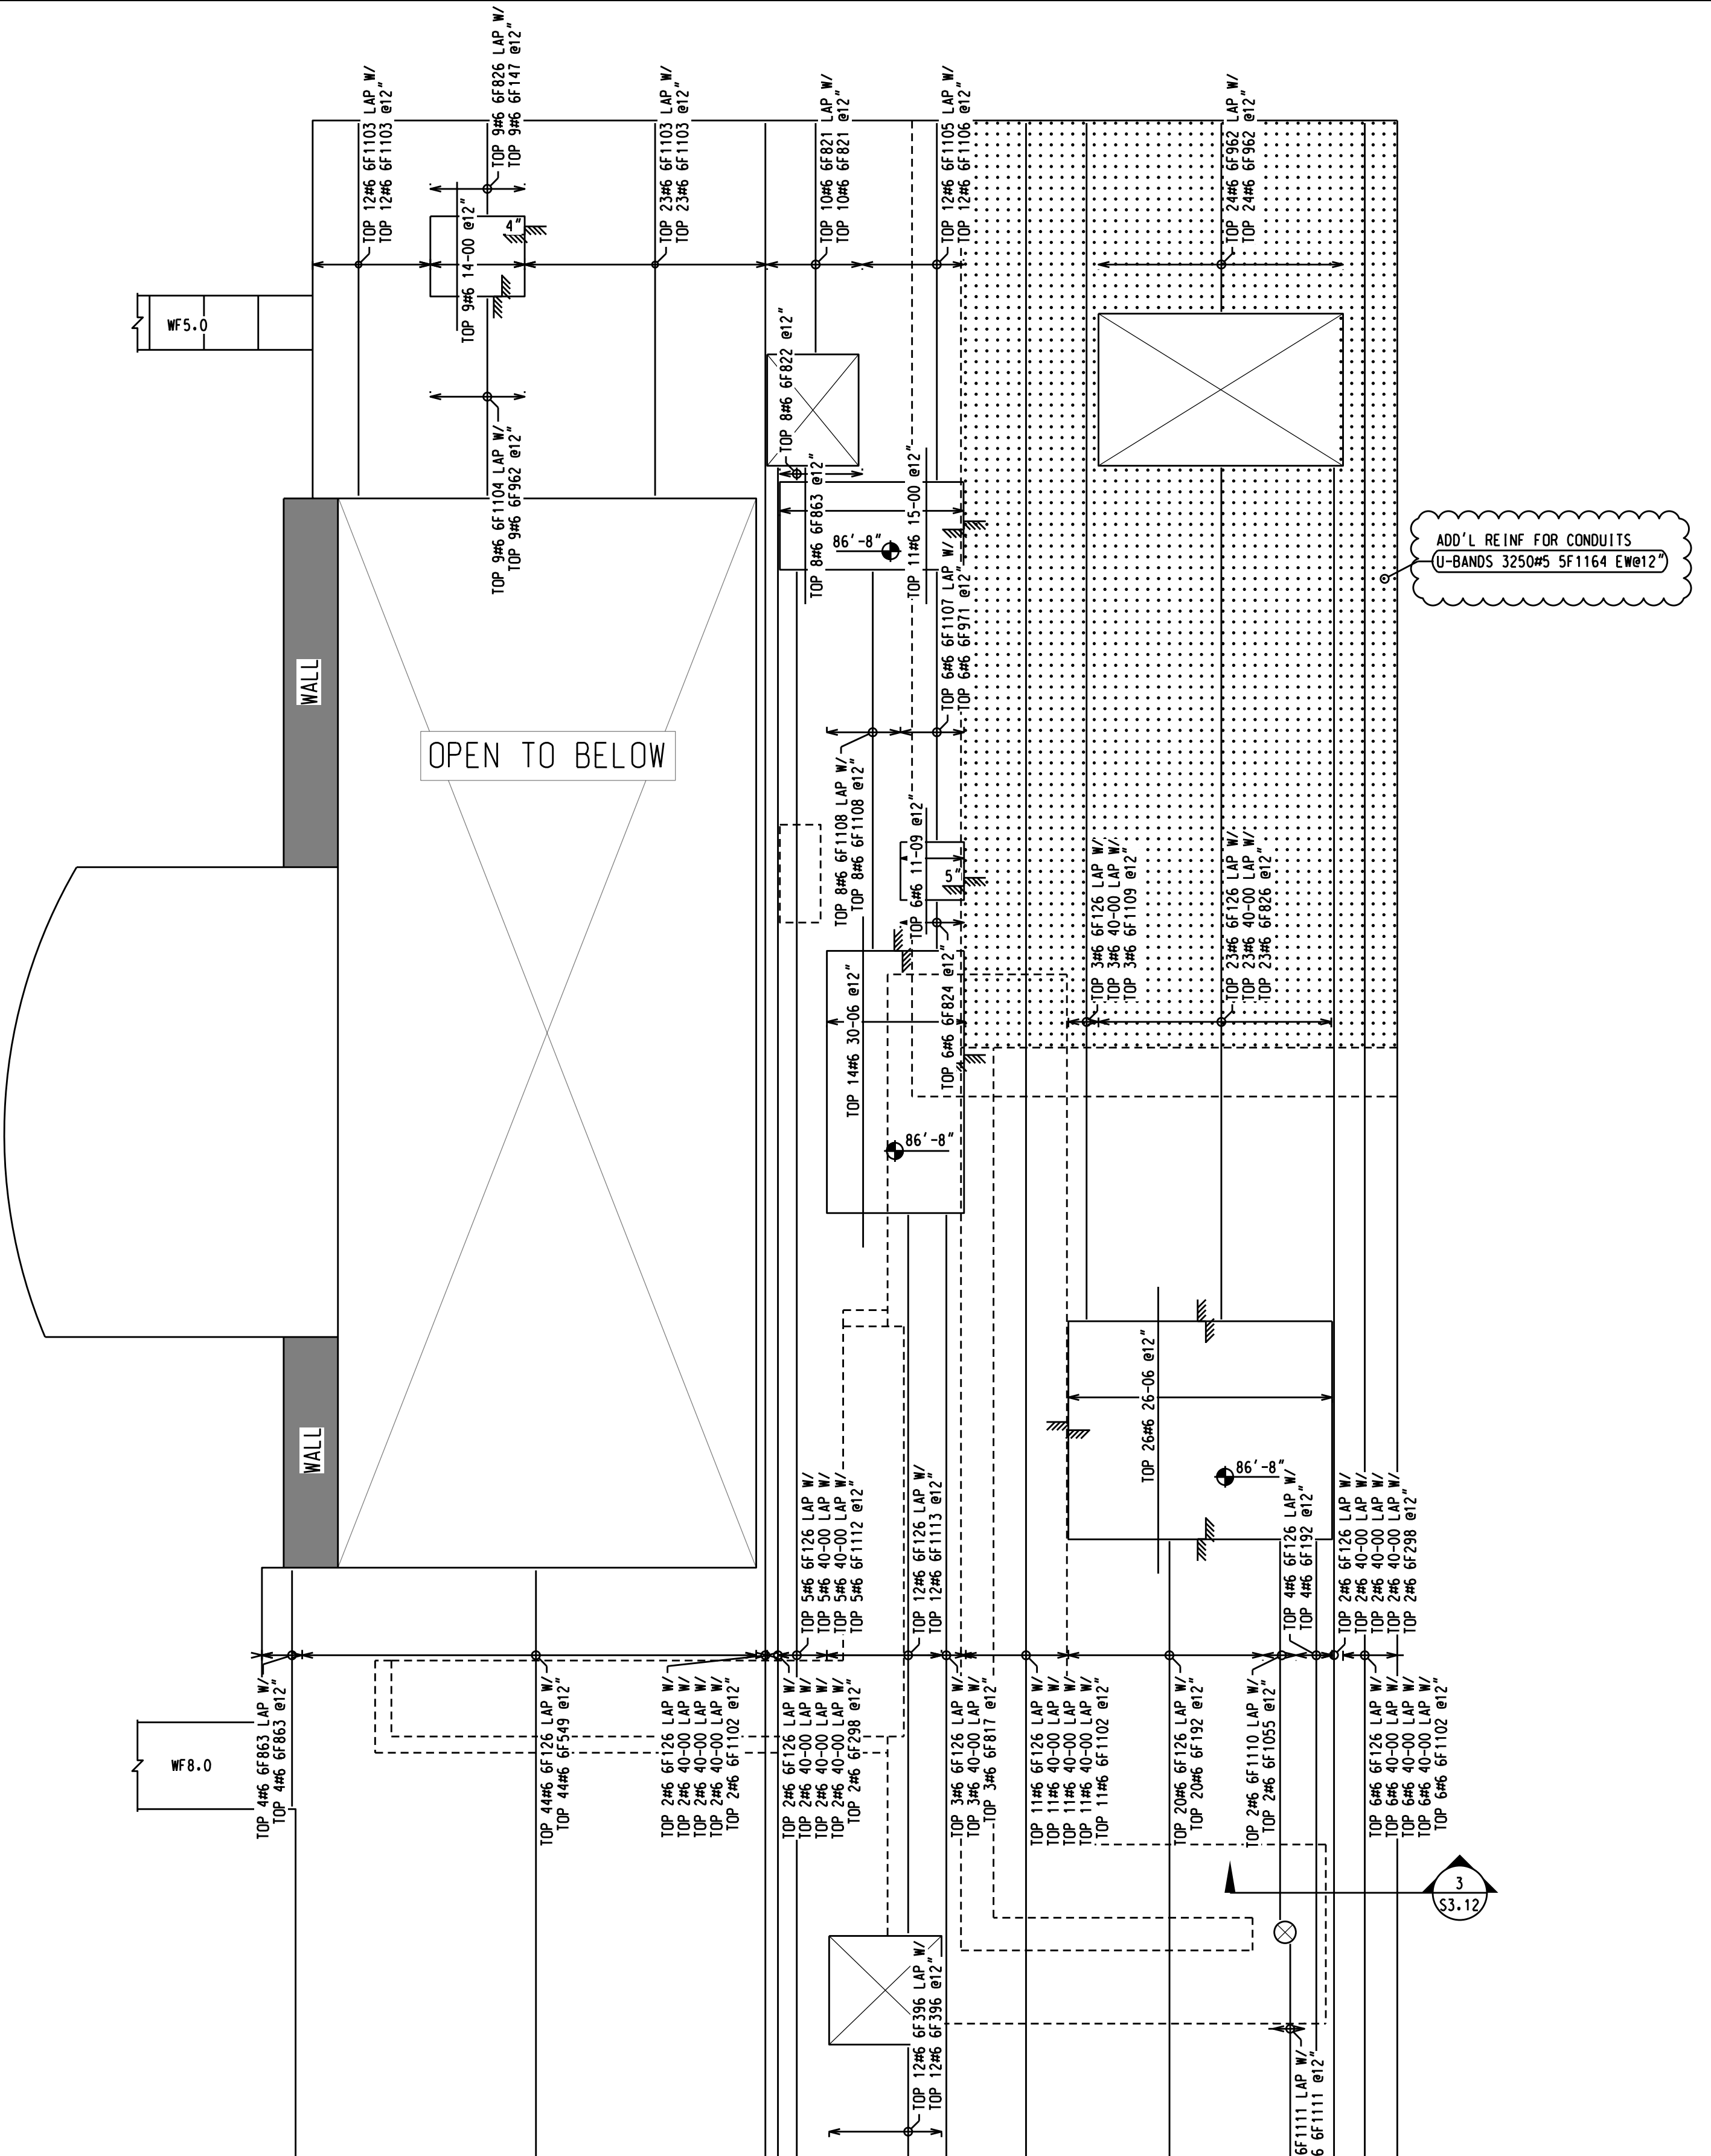 TOP 12#6 6F1103 LAP W/
TOP 12#6 6F1103 @12"
TOP 9#6 6F826 LAP W/
TOP 9#6 6F147 @12"
TOP 23#6 6F1103 LAP W/
TOP 23#6 6F1103 @12"
TOP 10#6 6F821 LAP W/
TOP 10#6 6F821 @12"
TOP 12#6 6F1105 LAP W/
TOP 12#6 6F1106 @12"
TOP 24#6 6F962 LAP W/
TOP 24#6 6F962 @12"
TOP 9#6 14-00 @12"
4"
WF5.0
TOP 8#6 6F822 @12"
TOP 9#6 6F1104 LAP W/
TOP 9#6 6F962 @12"
TOP 8#6 6F863 @12"
86'-8"
TOP 11#6 15-00 @12"
TOP 6#6 6F1107 LAP W/
TOP 6#6 6F971 @12"
ADD'L REINF FOR CONDUITS
U-BANDS 3250#5 5F1164 EW@12"
WALL
OPEN TO BELOW
TOP 8#6 6F1108 LAP W/
TOP 8#6 6F1108 @12"
TOP 6#6 11-09 @12"
5"
TOP 3#6 6F126 LAP W/
TOP 3#6 40-00 LAP W/
TOP 3#6 6F1109 @12"
TOP 23#6 6F126 LAP W/
TOP 23#6 40-00 LAP W/
TOP 23#6 6F826 @12"
TOP 14#6 30-06 @12"
TOP 6#6 6F824 @12"
86'-8"
TOP 26#6 26-06 @12"
86'-8"
WALL
TOP 5#6 6F126 LAP W/
TOP 5#6 40-00 LAP W/
TOP 5#6 40-00 LAP W/
TOP 5#6 6F1112 @12"
TOP 12#6 6F126 LAP W/
TOP 12#6 6F1113 @12"
TOP 4#6 6F126 LAP W/
TOP 4#6 6F192 @12"
TOP 2#6 6F126 LAP W/
TOP 2#6 40-00 LAP W/
TOP 2#6 40-00 LAP W/
TOP 2#6 40-00 LAP W/
TOP 2#6 6F298 @12"
TOP 4#6 6F863 LAP W/
TOP 4#6 6F863 @12"
TOP 44#6 6F126 LAP W/
TOP 44#6 6F549 @12"
TOP 2#6 6F126 LAP W/
TOP 2#6 40-00 LAP W/
TOP 2#6 40-00 LAP W/
TOP 2#6 40-00 LAP W/
TOP 2#6 6F1102 @12"
TOP 2#6 6F126 LAP W/
TOP 2#6 40-00 LAP W/
TOP 2#6 40-00 LAP W/
TOP 2#6 40-00 LAP W/
TOP 2#6 6F298 @12"
TOP 3#6 6F126 LAP W/
TOP 3#6 40-00 LAP W/
TOP 3#6 6F817 @12"
TOP 11#6 6F126 LAP W/
TOP 11#6 40-00 LAP W/
TOP 11#6 40-00 LAP W/
TOP 11#6 40-00 LAP W/
TOP 11#6 6F1102 @12"
TOP 20#6 6F126 LAP W/
TOP 20#6 6F192 @12"
TOP 2#6 6F1110 LAP W/
TOP 2#6 6F1055 @12"
TOP 6#6 6F126 LAP W/
TOP 6#6 40-00 LAP W/
TOP 6#6 40-00 LAP W/
TOP 6#6 40-00 LAP W/
TOP 6#6 6F1102 @12"
WF8.0
3
S3.12
TOP 12#6 6F396 LAP W/
TOP 12#6 6F396 @12"
6F1111 LAP W/
6 6F1111 @12"